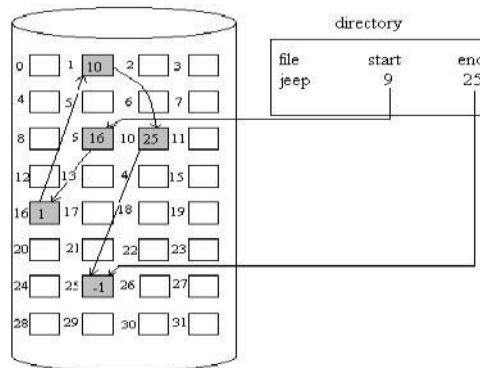 directory
file start end
jeep 9 25
0 1 10 2 3
4 5 6 7
8 9 16 10 25 11
12 13 4 15
16 1 17 18 19
20 21 22 23
24 25 -1 26 27
28 29 30 31